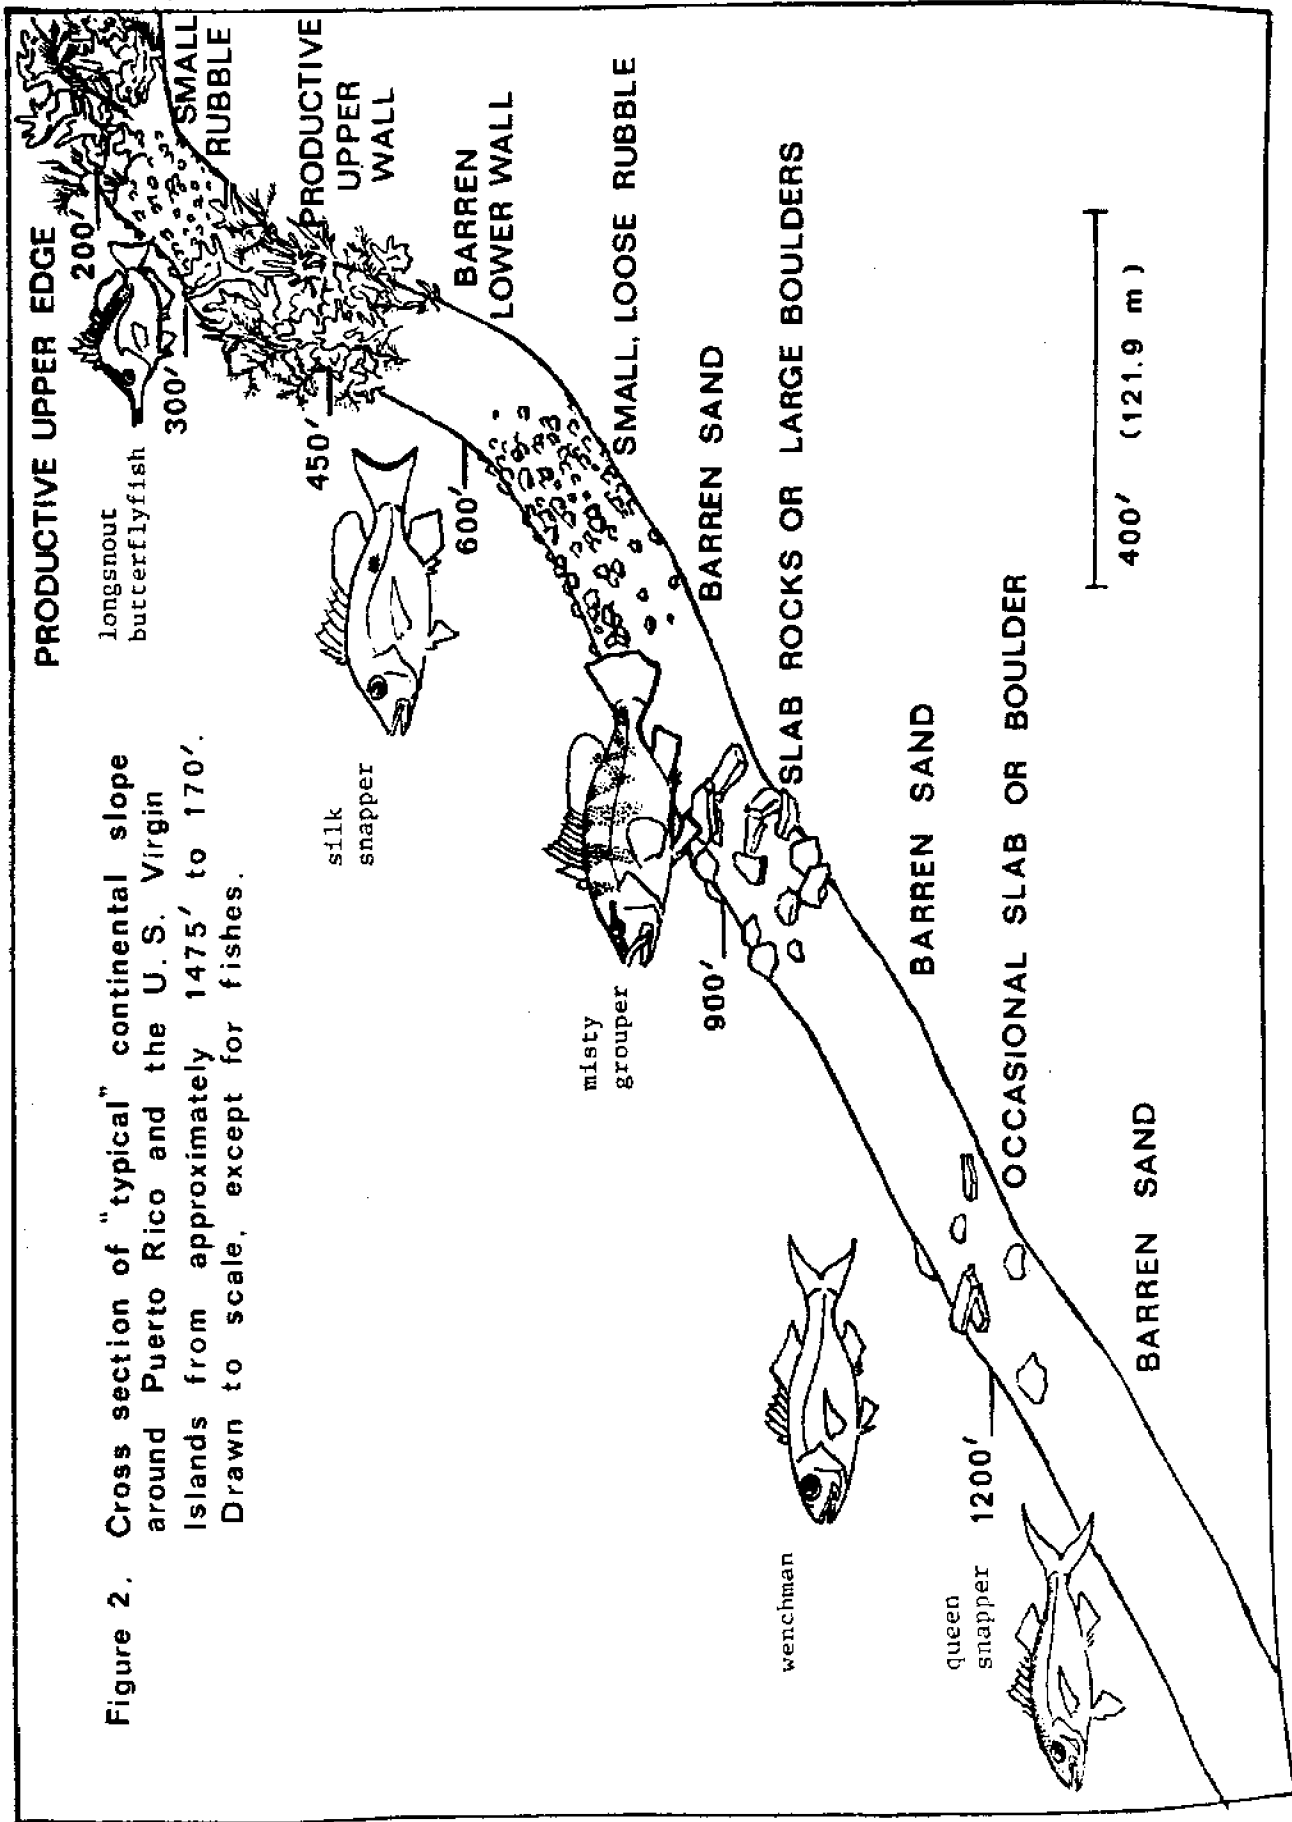 PRODUCTIVE UPPER EDGE
200'
SMALL
RUBBLE
longsnout
butterflyfish
300'
PRODUCTIVE
UPPER
WALL
450'
BARREN
LOWER WALL
silk
snapper
600'
SMALL, LOOSE RUBBLE
BARREN SAND
misty
grouper
900'
SLAB ROCKS OR LARGE BOULDERS
BARREN SAND
wenchman
OCCASIONAL SLAB OR BOULDER
queen
snapper
1200'
BARREN SAND
400' (121.9 m)
Figure 2. Cross section of "typical" continental slope
around Puerto Rico and the U.S. Virgin
Islands from approximately 1475' to 170'.
Drawn to scale, except for fishes.